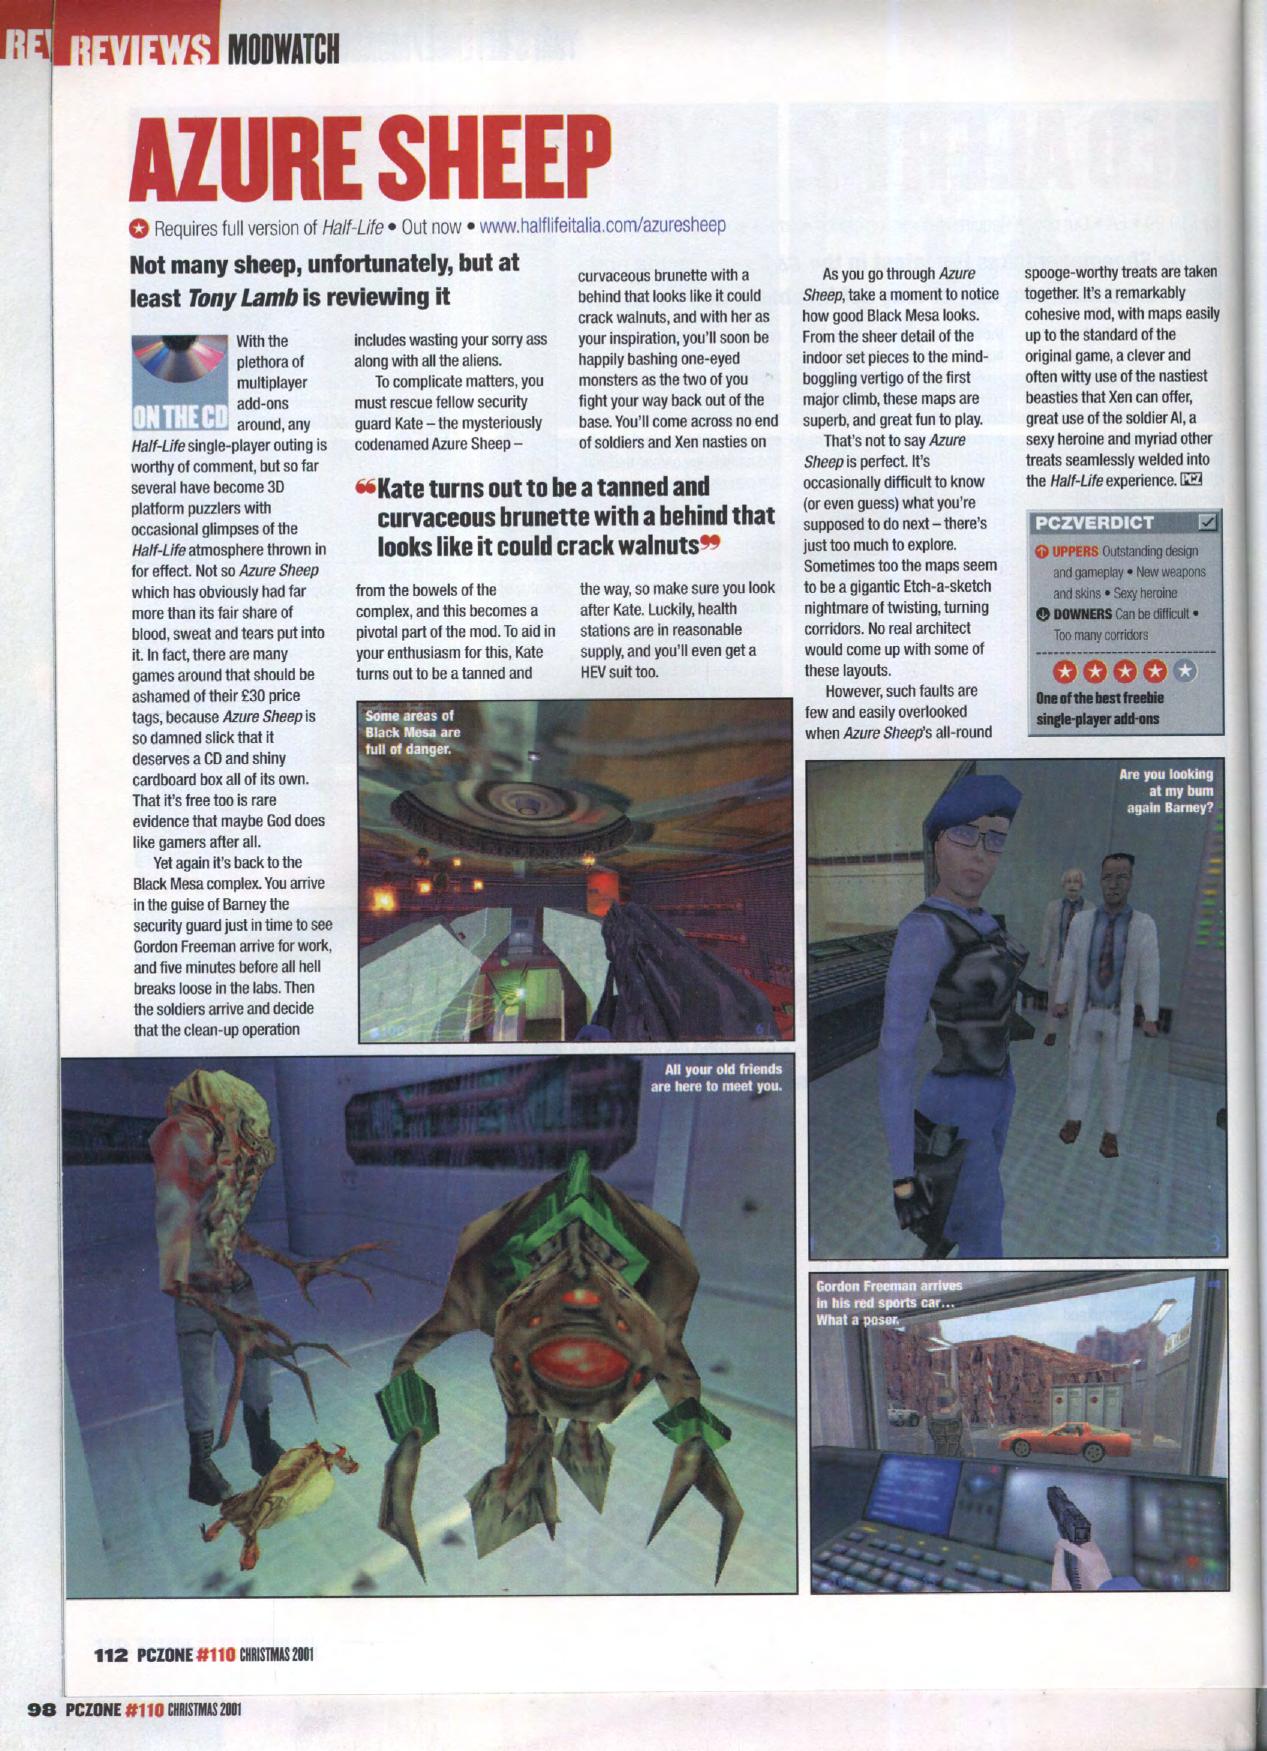 REV
REVIEWS MODWATCH
AZURE SHEEP
Requires full version of Half-Life • Out now • www.halflifeitalia.com/azuresheep
Not many sheep, unfortunately, but at
least Tony Lamb is reviewing it
ON THE CD
With the
plethora of
multiplayer
add-ons
around, any
Half-Life single-player outing is
worthy of comment, but so far
several have become 3D
platform puzzlers with
occasional glimpses of the
Half-Life atmosphere thrown in
for effect. Not so Azure Sheep
which has obviously had far
more than its fair share of
blood, sweat and tears put into
it. In fact, there are many
games around that should be
ashamed of their £30 price
tags, because Azure Sheep is
so damned slick that it
deserves a CD and shiny
cardboard box all of its own.
That it's free too is rare
evidence that maybe God does
like gamers after all.
Yet again it's back to the
Black Mesa complex. You arrive
in the guise of Barney the
security guard just in time to see
Gordon Freeman arrive for work,
and five minutes before all hell
breaks loose in the labs. Then
the soldiers arrive and decide
that the clean-up operation
includes wasting your sorry ass
along with all the aliens.
To complicate matters, you
must rescue fellow security
guard Kate – the mysteriously
codenamed Azure Sheep –
from the bowels of the
complex, and this becomes a
pivotal part of the mod. To aid in
your enthusiasm for this, Kate
turns out to be a tanned and
curvaceous brunette with a
behind that looks like it could
crack walnuts, and with her as
your inspiration, you'll soon be
happily bashing one-eyed
monsters as the two of you
fight your way back out of the
base. You'll come across no end
of soldiers and Xen nasties on
the way, so make sure you look
after Kate. Luckily, health
stations are in reasonable
supply, and you'll even get a
HEV suit too.
“Kate turns out to be a tanned and
curvaceous brunette with a behind that
looks like it could crack walnuts”
As you go through Azure
Sheep, take a moment to notice
how good Black Mesa looks.
From the sheer detail of the
indoor set pieces to the mind-
boggling vertigo of the first
major climb, these maps are
superb, and great fun to play.
That's not to say Azure
Sheep is perfect. It's
occasionally difficult to know
(or even guess) what you're
supposed to do next – there's
just too much to explore.
Sometimes too the maps seem
to be a gigantic Etch-a-sketch
nightmare of twisting, turning
corridors. No real architect
would come up with some of
these layouts.
However, such faults are
few and easily overlooked
when Azure Sheep's all-round
spooge-worthy treats are taken
together. It's a remarkably
cohesive mod, with maps easily
up to the standard of the
original game, a clever and
often witty use of the nastiest
beasties that Xen can offer,
great use of the soldier AI, a
sexy heroine and myriad other
treats seamlessly welded into
the Half-Life experience. PCZ
PCZVERDICT
UPPERS Outstanding design
and gameplay • New weapons
and skins • Sexy heroine
DOWNERS Can be difficult •
Too many corridors
One of the best freebie
single-player add-ons
Some areas of
Black Mesa are
full of danger.
Are you looking
at my bum
again Barney?
All your old friends
are here to meet you.
Gordon Freeman arrives
in his red sports car...
What a poser.
112 PCZONE #110 CHRISTMAS 2001
98 PCZONE #110 CHRISTMAS 2001